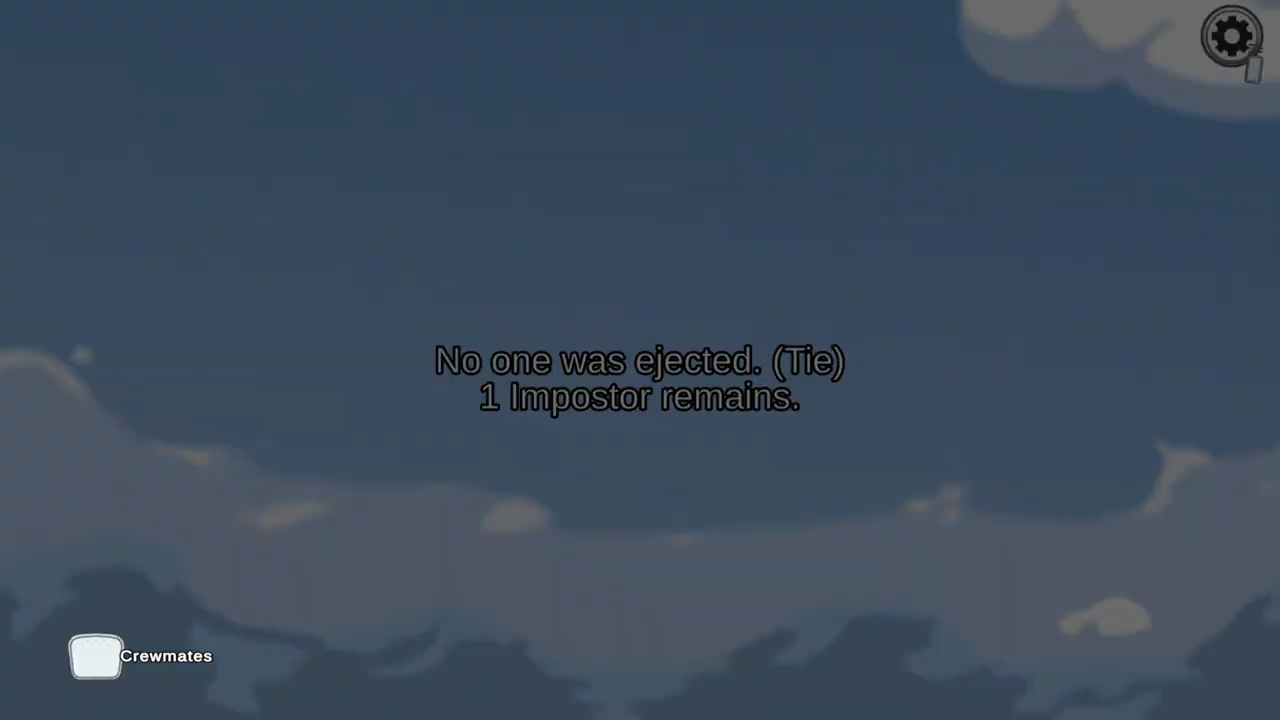 No one was ejected. (Tie)
1 Impostor remains.
Crewmates